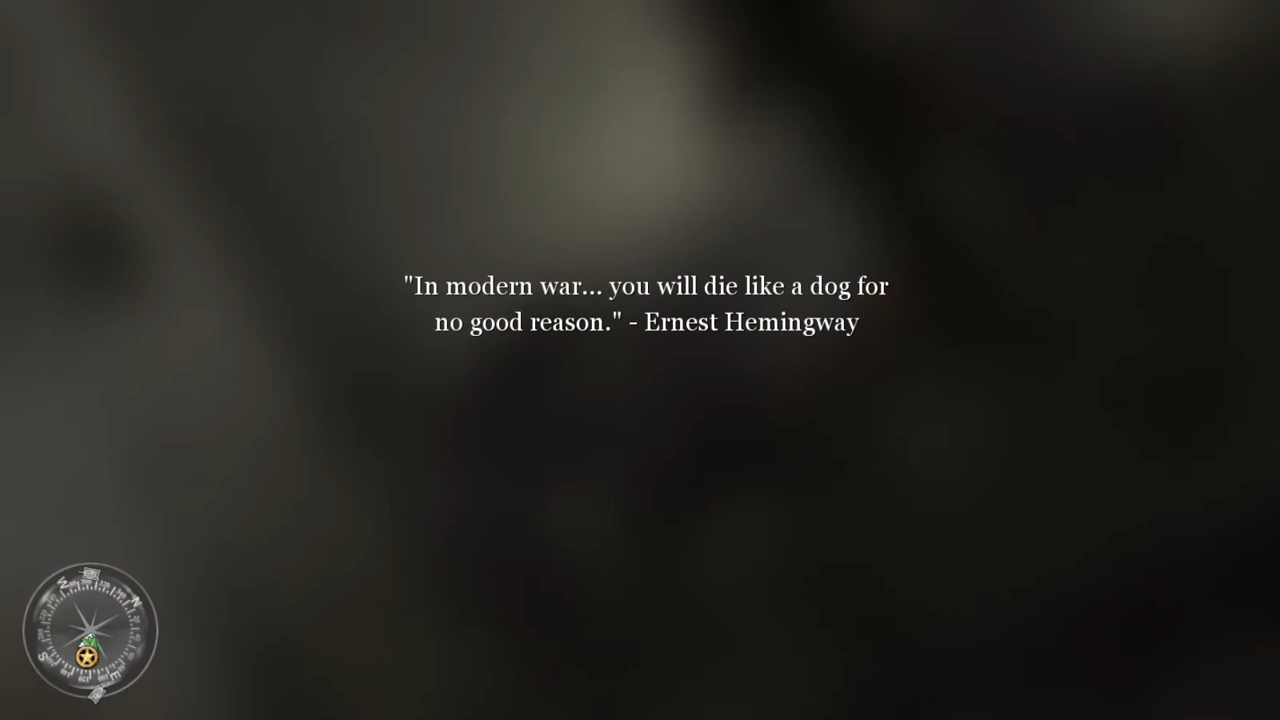 "In modern war... you will die like a dog for
no good reason." - Ernest Hemingway